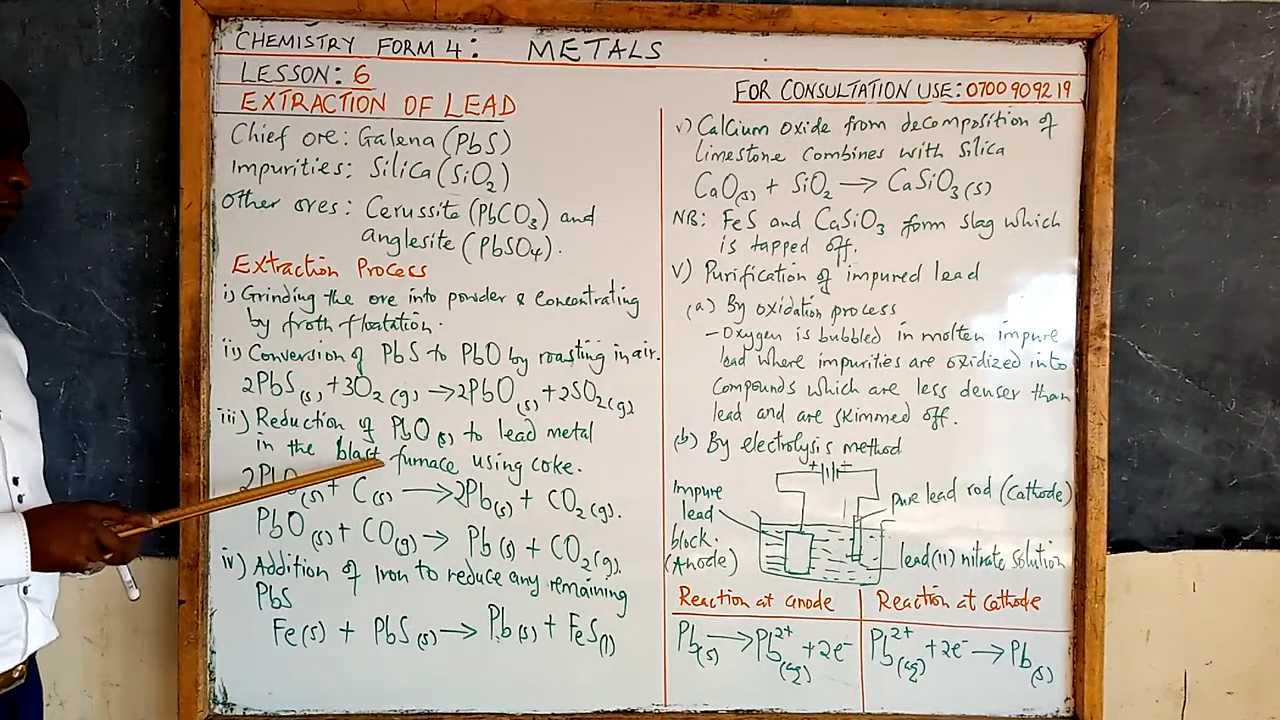 CHEMISTRY FORM 4: METALS
LESSON: 6
EXTRACTION OF LEAD
Chief ore: Galena (PbS)
Impurities: Silica (SiO₂)
Other ores: Cerussite (PbCO₃) and
anglesite (PbSO₄).
Extraction Process
i) Grinding the ore into powder & Concentrating
by froth floatation.
ii) Conversion of PbS to PbO by roasting in air.
2PbS(s) + 3O₂(g) → 2PbO(s) + 2SO₂(g)
iii) Reduction of PbO(s) to lead metal
in the blast furnace using coke.
2PbO(s) + C(s) → 2Pb(s) + CO₂(g).
PbO(s) + CO(g) → Pb(s) + CO₂(g).
iv) Addition of Iron to reduce any remaining
PbS
Fe(s) + PbS(s) → Pb(s) + FeS(l)
FOR CONSULTATION USE: 0700 909219
v) Calcium oxide from decomposition of
limestone combines with Silica
CaO(s) + SiO₂ → CaSiO₃(s)
NB: FeS and CaSiO₃ form slag which
is tapped off.
V) Purification of impured lead
(a) By oxidation process
- Oxygen is bubbled in molten impure
lead where impurities are oxidized into
compounds which are less denser than
lead and are skimmed off.
(b) By electrolysis method
+ -
Impure
lead
block.
(Anode)
pure lead rod (Cathode)
lead(II) nitrate solution
Reaction at anode
Pb(s) → Pb²⁺(aq) + 2e⁻
Reaction at Cathode
Pb²⁺(aq) + 2e⁻ → Pb(s)